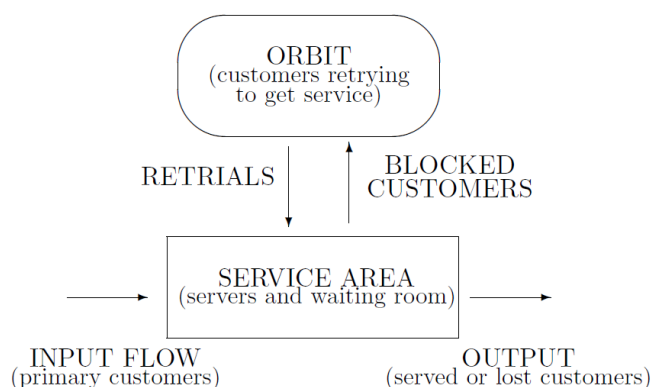 ORBIT
(customers retrying
to get service)
RETRIALS
BLOCKED
CUSTOMERS
SERVICE AREA
(servers and waiting room)
INPUT FLOW
(primary customers)
OUTPUT
(served or lost customers)